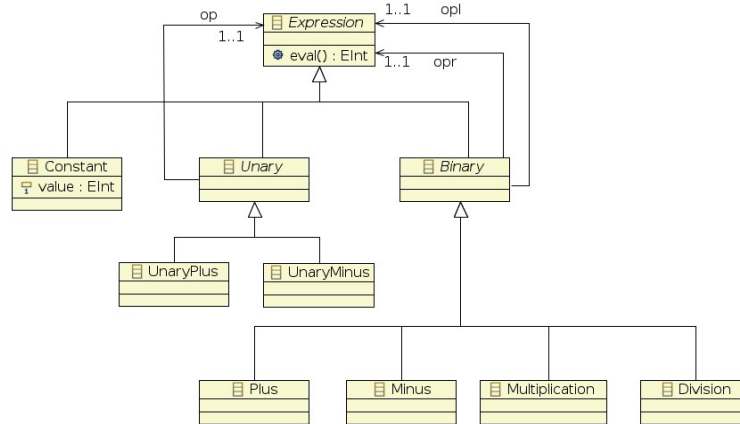 op
1..1
Expression
1..1
opl
eval() : EInt
1..1
opr
Constant
value : EInt
Unary
Binary
UnaryPlus
UnaryMinus
Plus
Minus
Multiplication
Division